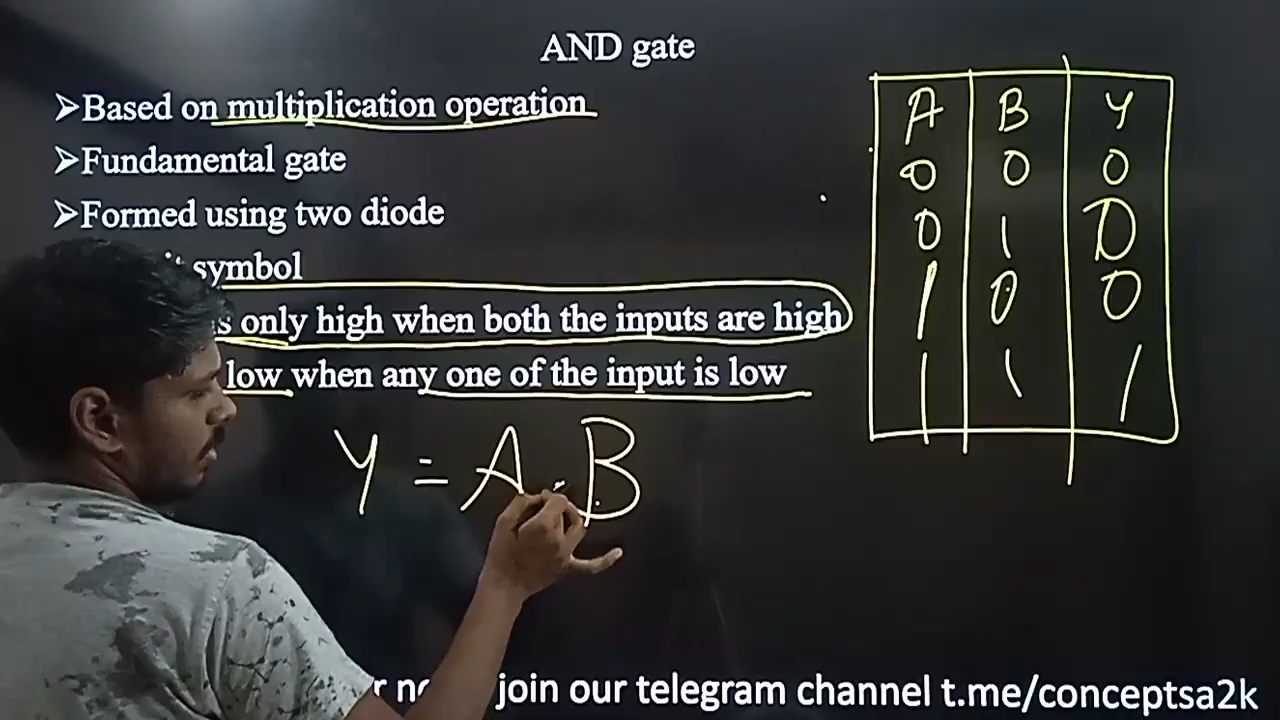 AND gate
➢Based on multiplication operation
➢Fundamental gate
➢Formed using two diode
symbol
only high when both the inputs are high
low when any one of the input is low
Y = A . B
A B Y
0 0 0
0 1 0
1 0 0
1 1 1
join our telegram channel t.me/conceptsa2k